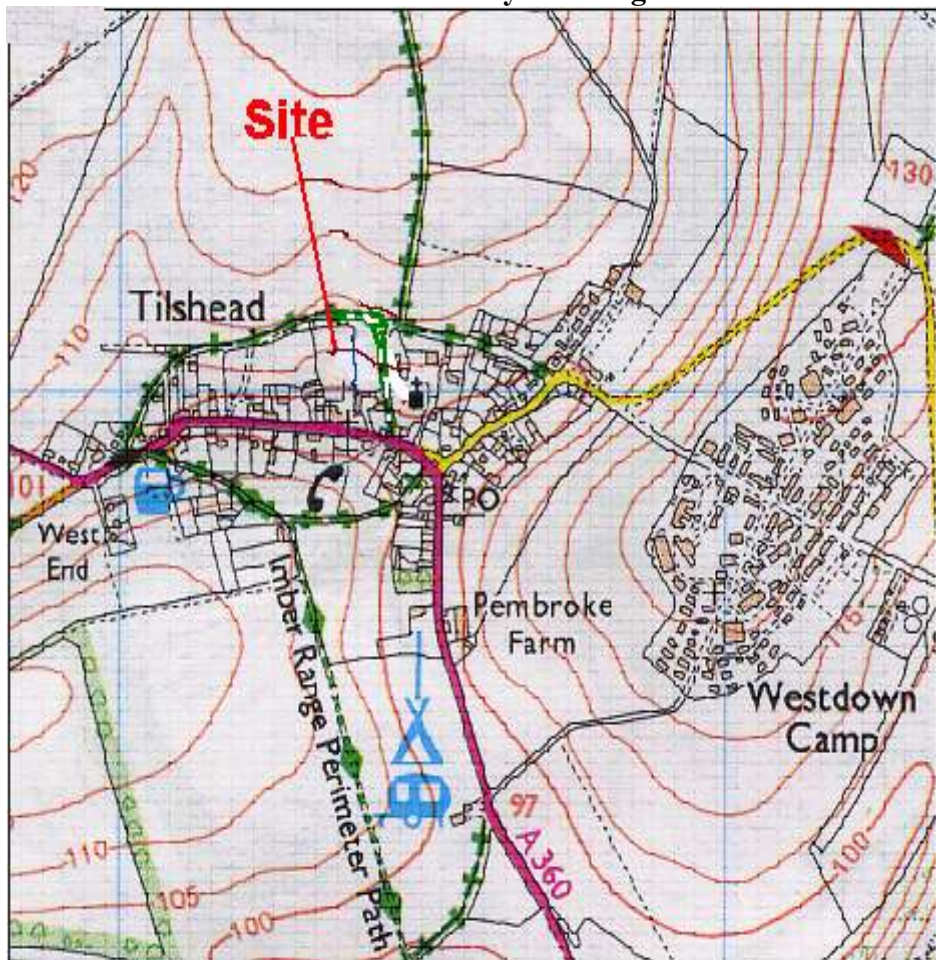 Site
120
130
Tilshead
110
101
PO
West
End
Imber Range Perimeter Path
Pembroke
Farm
175
Westdown
Camp
97
A 360
110
105
100
100